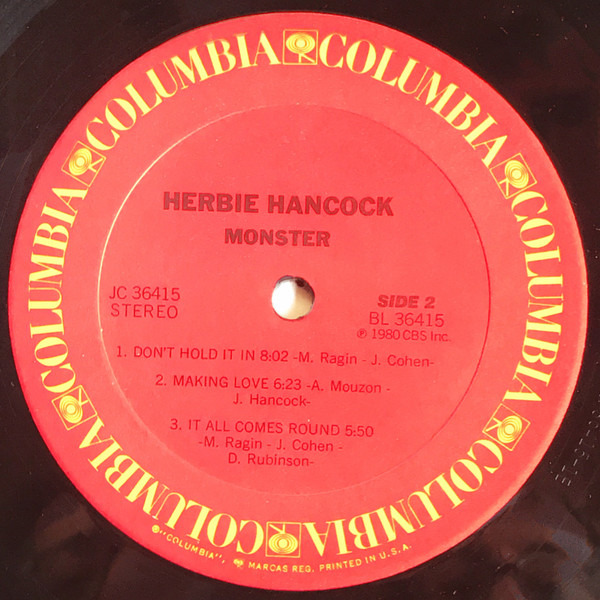 COLUMBIA COLUMBIA COLUMBIA COLUMBIA COLUMBIA COLUMBIA COLUMBIA COLUMBIA
HERBIE HANCOCK
MONSTER
JC 36415
STEREO
SIDE 2
BL 36415
℗ 1980 CBS Inc.
1. DON'T HOLD IT IN 8:02 -M. Ragin - J. Cohen-
2. MAKING LOVE 6:23 -A. Mouzon -
J. Hancock-
3. IT ALL COMES ROUND 5:50
-M. Ragin - J. Cohen -
D. Rubinson-
"COLUMBIA", MARCAS REG. PRINTED IN U.S.A.